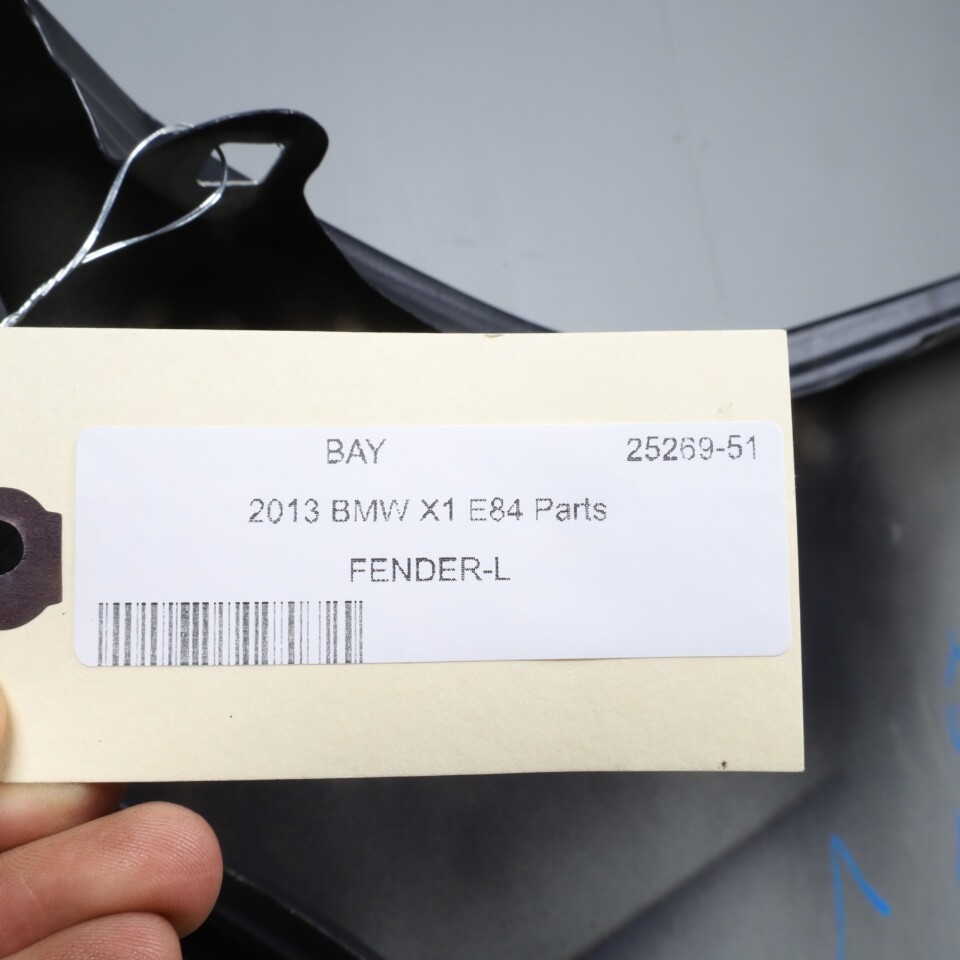 BAY 25269-51
2013 BMW X1 E84 Parts
FENDER-L